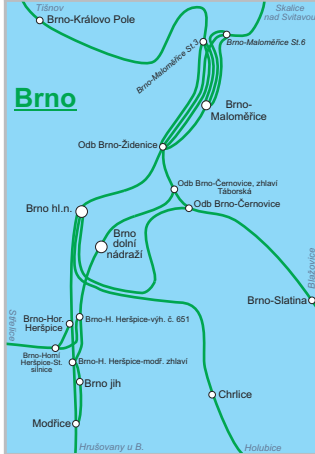 Tišnov
Skalice
nad Svitavou
Brno-Královo Pole
Brno-Maloměřice St.3
Brno-Maloměřice St.6
Brno
Brno-
Maloměřice
Odb Brno-Židenice
Odb Brno-Černovice, zhlaví
Táborská
Odb Brno-Černovice
Brno hl.n.
Brno
dolní
nádraží
Blažovice
Brno-Slatina
Střelice
Brno-Hor.
Heršpice
Brno-H. Heršpice-výh. č. 651
Brno-Horní
Heršpice-St.
silnice
Brno-H. Heršpice-modř. zhlaví
Brno jih
Chrlice
Modřice
Hrušovany u B.
Holubice